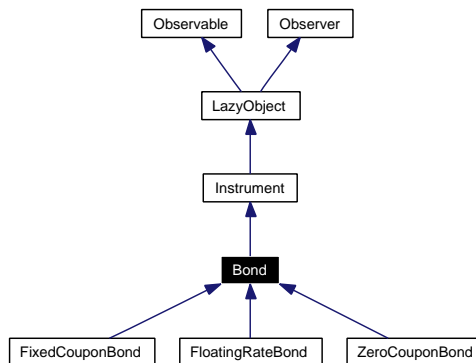 Observable Observer
LazyObject
Instrument
Bond
FixedCouponBond FloatingRateBond ZeroCouponBond